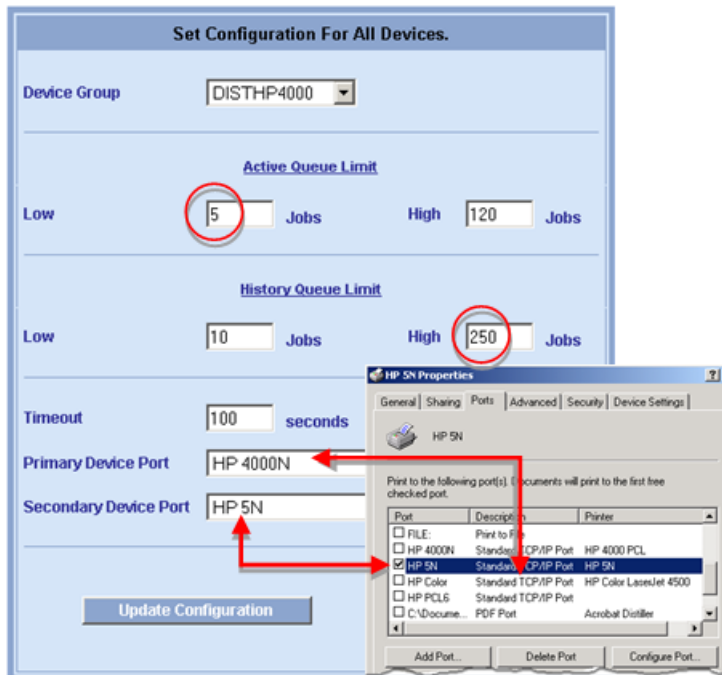 Set Configuration For All Devices.
Device Group DISTHP4000
Active Queue Limit
Low 5 Jobs High 120 Jobs
History Queue Limit
Low 10 Jobs High 250 Jobs
Timeout 100 seconds
Primary Device Port HP 4000N
Secondary Device Port HP 5N
Update Configuration
HP 5N Properties ?
General Sharing Ports Advanced Security Device Settings
HP 5N
Print to the following port(s). Documents will print to the first free
checked port.
Port Description Printer
FILE: Print to File
HP 4000N Standard TCP/IP Port HP 4000 PCL
HP 5N Standard TCP/IP Port HP 5N
HP Color Standard TCP/IP Port HP Color LaserJet 4500
HP PCL6 Standard TCP/IP Port
C:\Docume... PDF Port Acrobat Distiller
Add Port... Delete Port Configure Port...